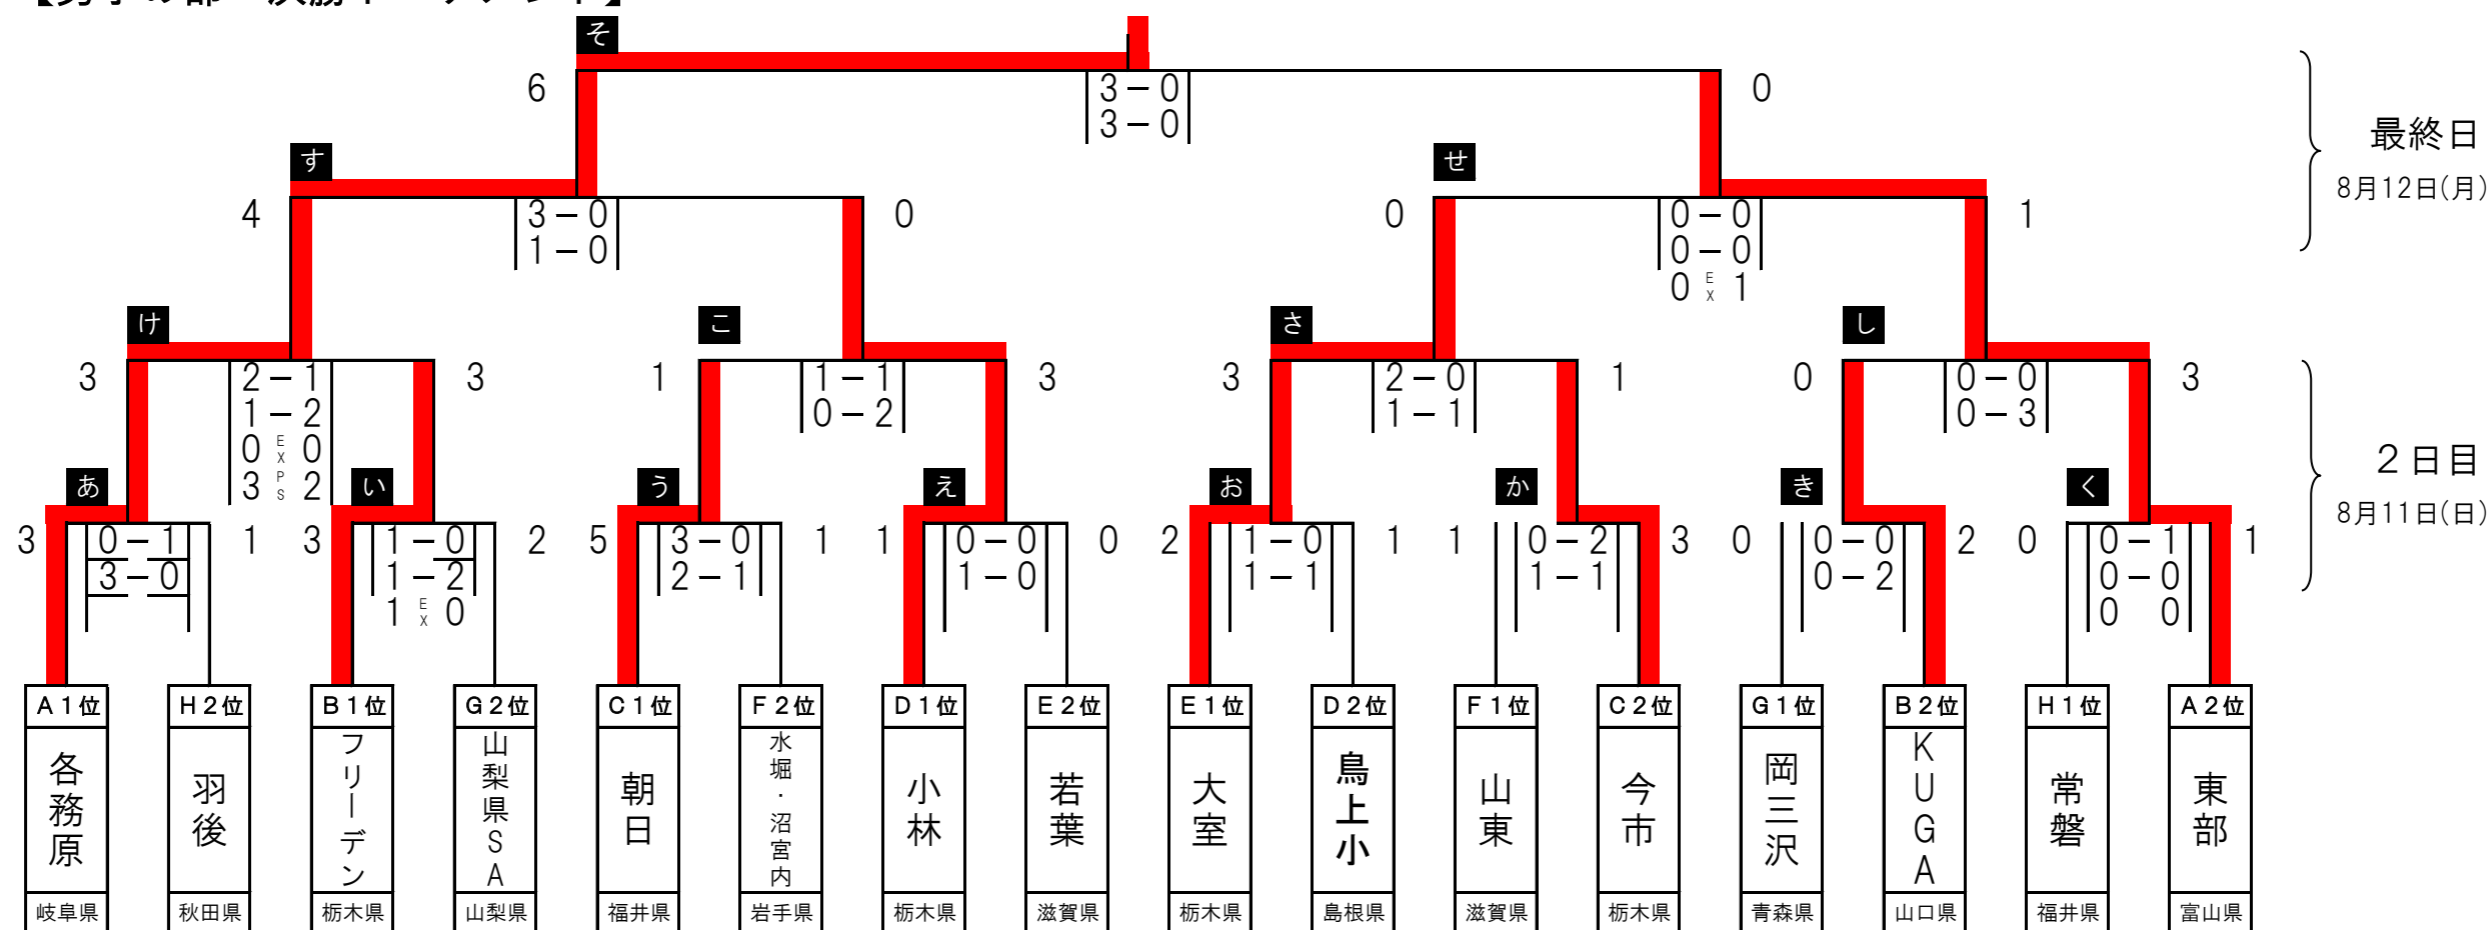 そ
6
3-0
0
3-0
最終日
8月12日(月)
す
せ
4
3-0
0
0
0-0
1
1-0
0-0
0 EX 1
け
こ
さ
し
3
2-1
3
1
1-1
3
3
2-0
1
0
0-0
3
1-2
0-2
1-1
0-3
0 EX 0
3 PS 2
2日目
8月11日(日)
あ
い
う
え
お
か
き
く
3
0-1
1
3
1-0
2
5
3-0
1
1
0-0
0
2
1-0
1
1
0-2
3
0
0-0
2
0
0-1
1
3-0
1-2
2-1
1-0
1-1
1-1
0-2
0-0
1 EX 0
0 0
A1位
H2位
B1位
G2位
C1位
F2位
D1位
E2位
E1位
D2位
F1位
C2位
G1位
B2位
H1位
A2位
各務原
羽後
フリーデン
山梨県SA
朝日
水堀・沼宮内
小林
若葉
大室
鳥上小
山東
今市
岡三沢
KUGA
常磐
東部
岐阜県
秋田県
栃木県
山梨県
福井県
岩手県
栃木県
滋賀県
栃木県
島根県
滋賀県
栃木県
青森県
山口県
福井県
富山県